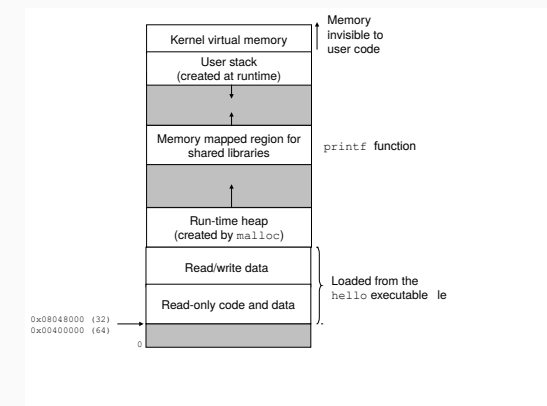 Memory
invisible to
user code
Kernel virtual memory
User stack
(created at runtime)
Memory mapped region for
shared libraries
printf function
Run-time heap
(created by malloc)
Read/write data
Loaded from the
hello executable le
Read-only code and data
0x08048000 (32)
0x00400000 (64)
0